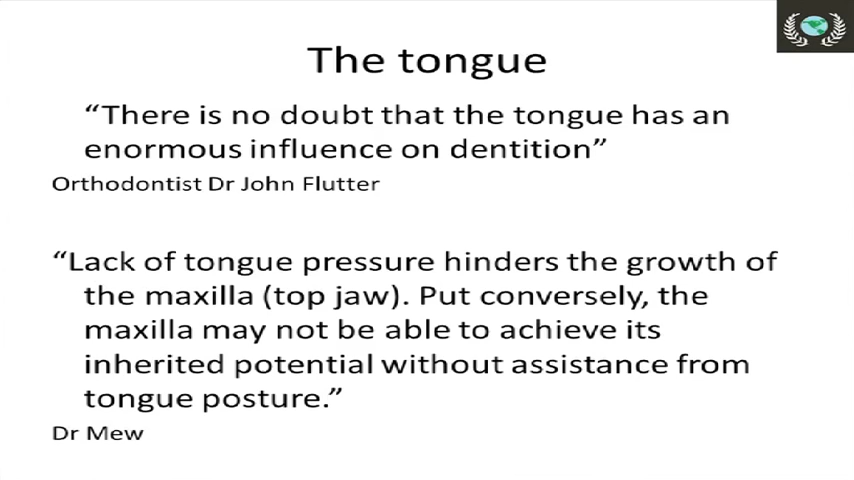 The tongue
“There is no doubt that the tongue has an
enormous influence on dentition”
Orthodontist Dr John Flutter
“Lack of tongue pressure hinders the growth of
the maxilla (top jaw). Put conversely, the
maxilla may not be able to achieve its
inherited potential without assistance from
tongue posture.”
Dr Mew